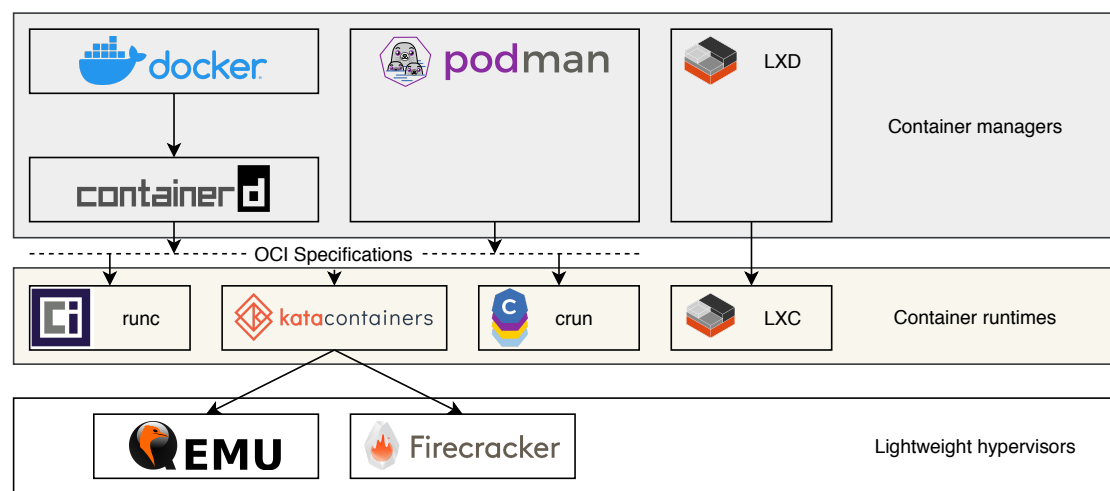 docker
podman
LXD
Container managers
containerd
OCI Specifications
runc
katacontainers
C
crun
LXC
Container runtimes
QEMU
Firecracker
Lightweight hypervisors